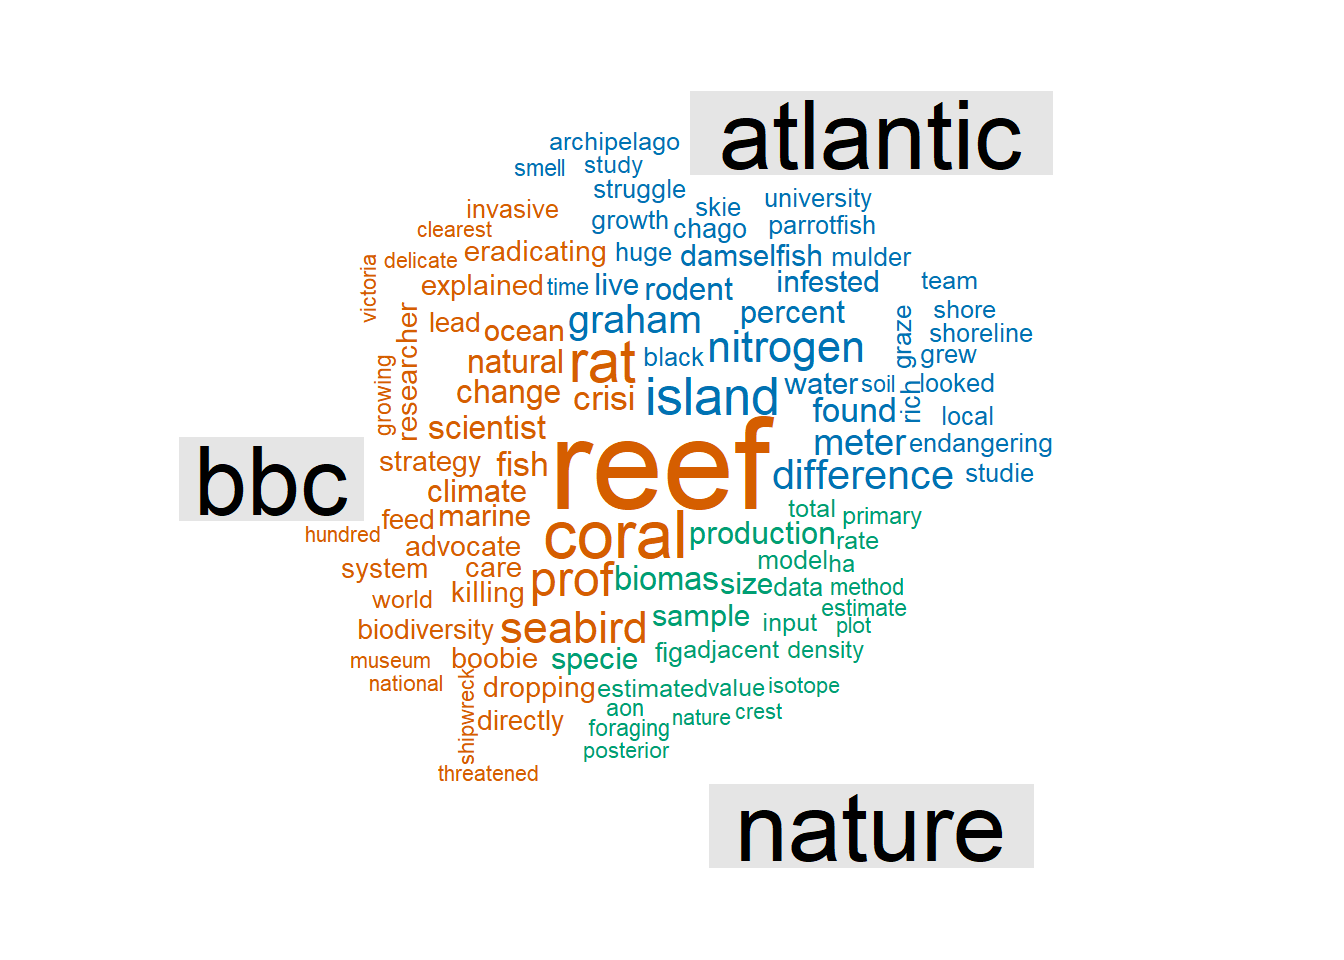 atlantic
archipelago
smell study
struggle
invasive growth skie university
clearest chago parrotfish
delicate eradicating huge damselfish mulder
victoria explained time live rodent infested team
researcher lead ocean graham percent graze shore
shoreline
growing natural rat black nitrogen grew
change crisi island water soil rich looked
scientist found local
reef meter endangering
bbc
strategy fish difference studie
climate
feed marine total primary
hundred advocate coral production rate
system care prof biomas model ha
world killing size data method
estimate
biodiversity seabird sample input plot
museum boobie specie fig adjacent density
national shipwreck dropping estimated value isotope
directly aon nature crest
foraging
posterior
threatened
nature